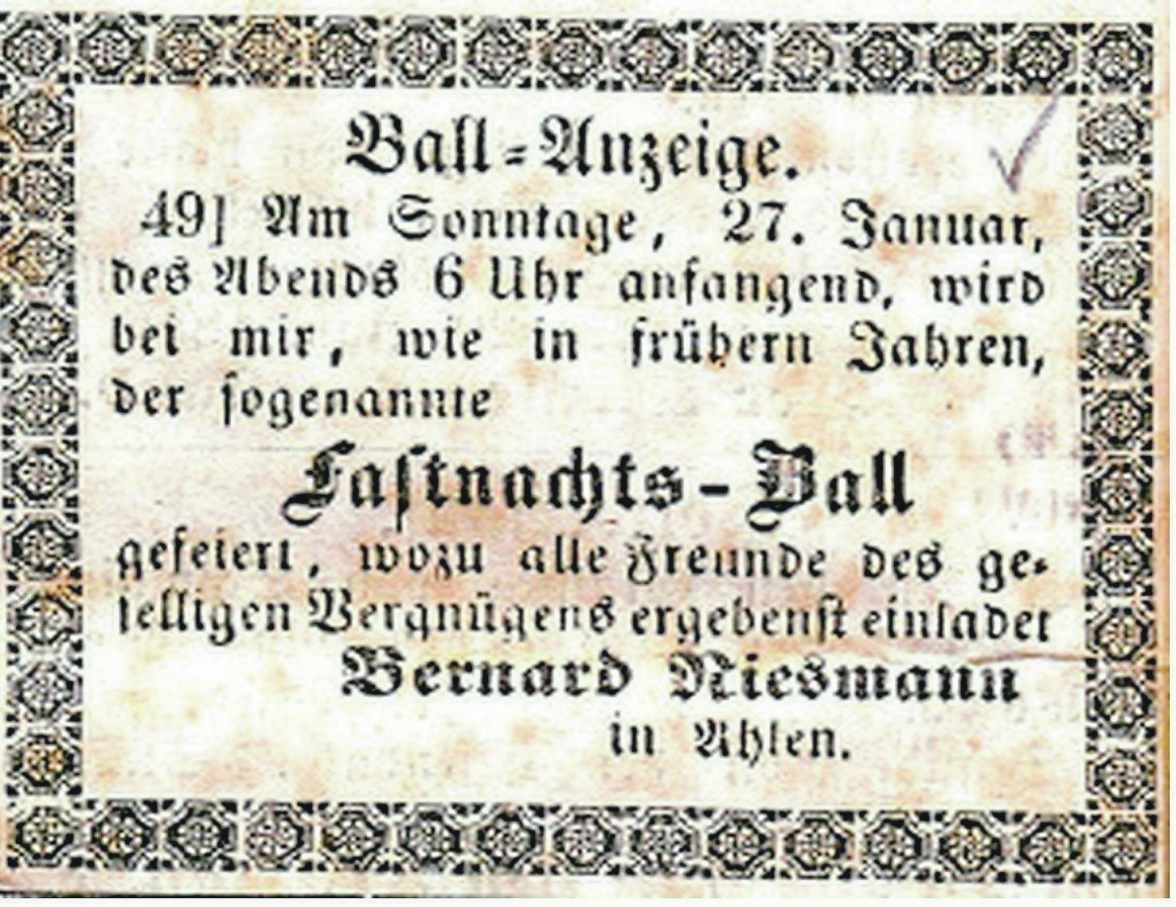 Ball-Anzeige.
49] Am Sonntage, 27. Januar,
des Abends 6 Uhr anfangend, wird
bei mir, wie in frühern Jahren,
der sogenannte
Fastnachts-Ball
gefeiert, wozu alle Freunde des ge-
selligen Vergnügens ergebenst einladet
Bernard Niesmann
in Ahlen.